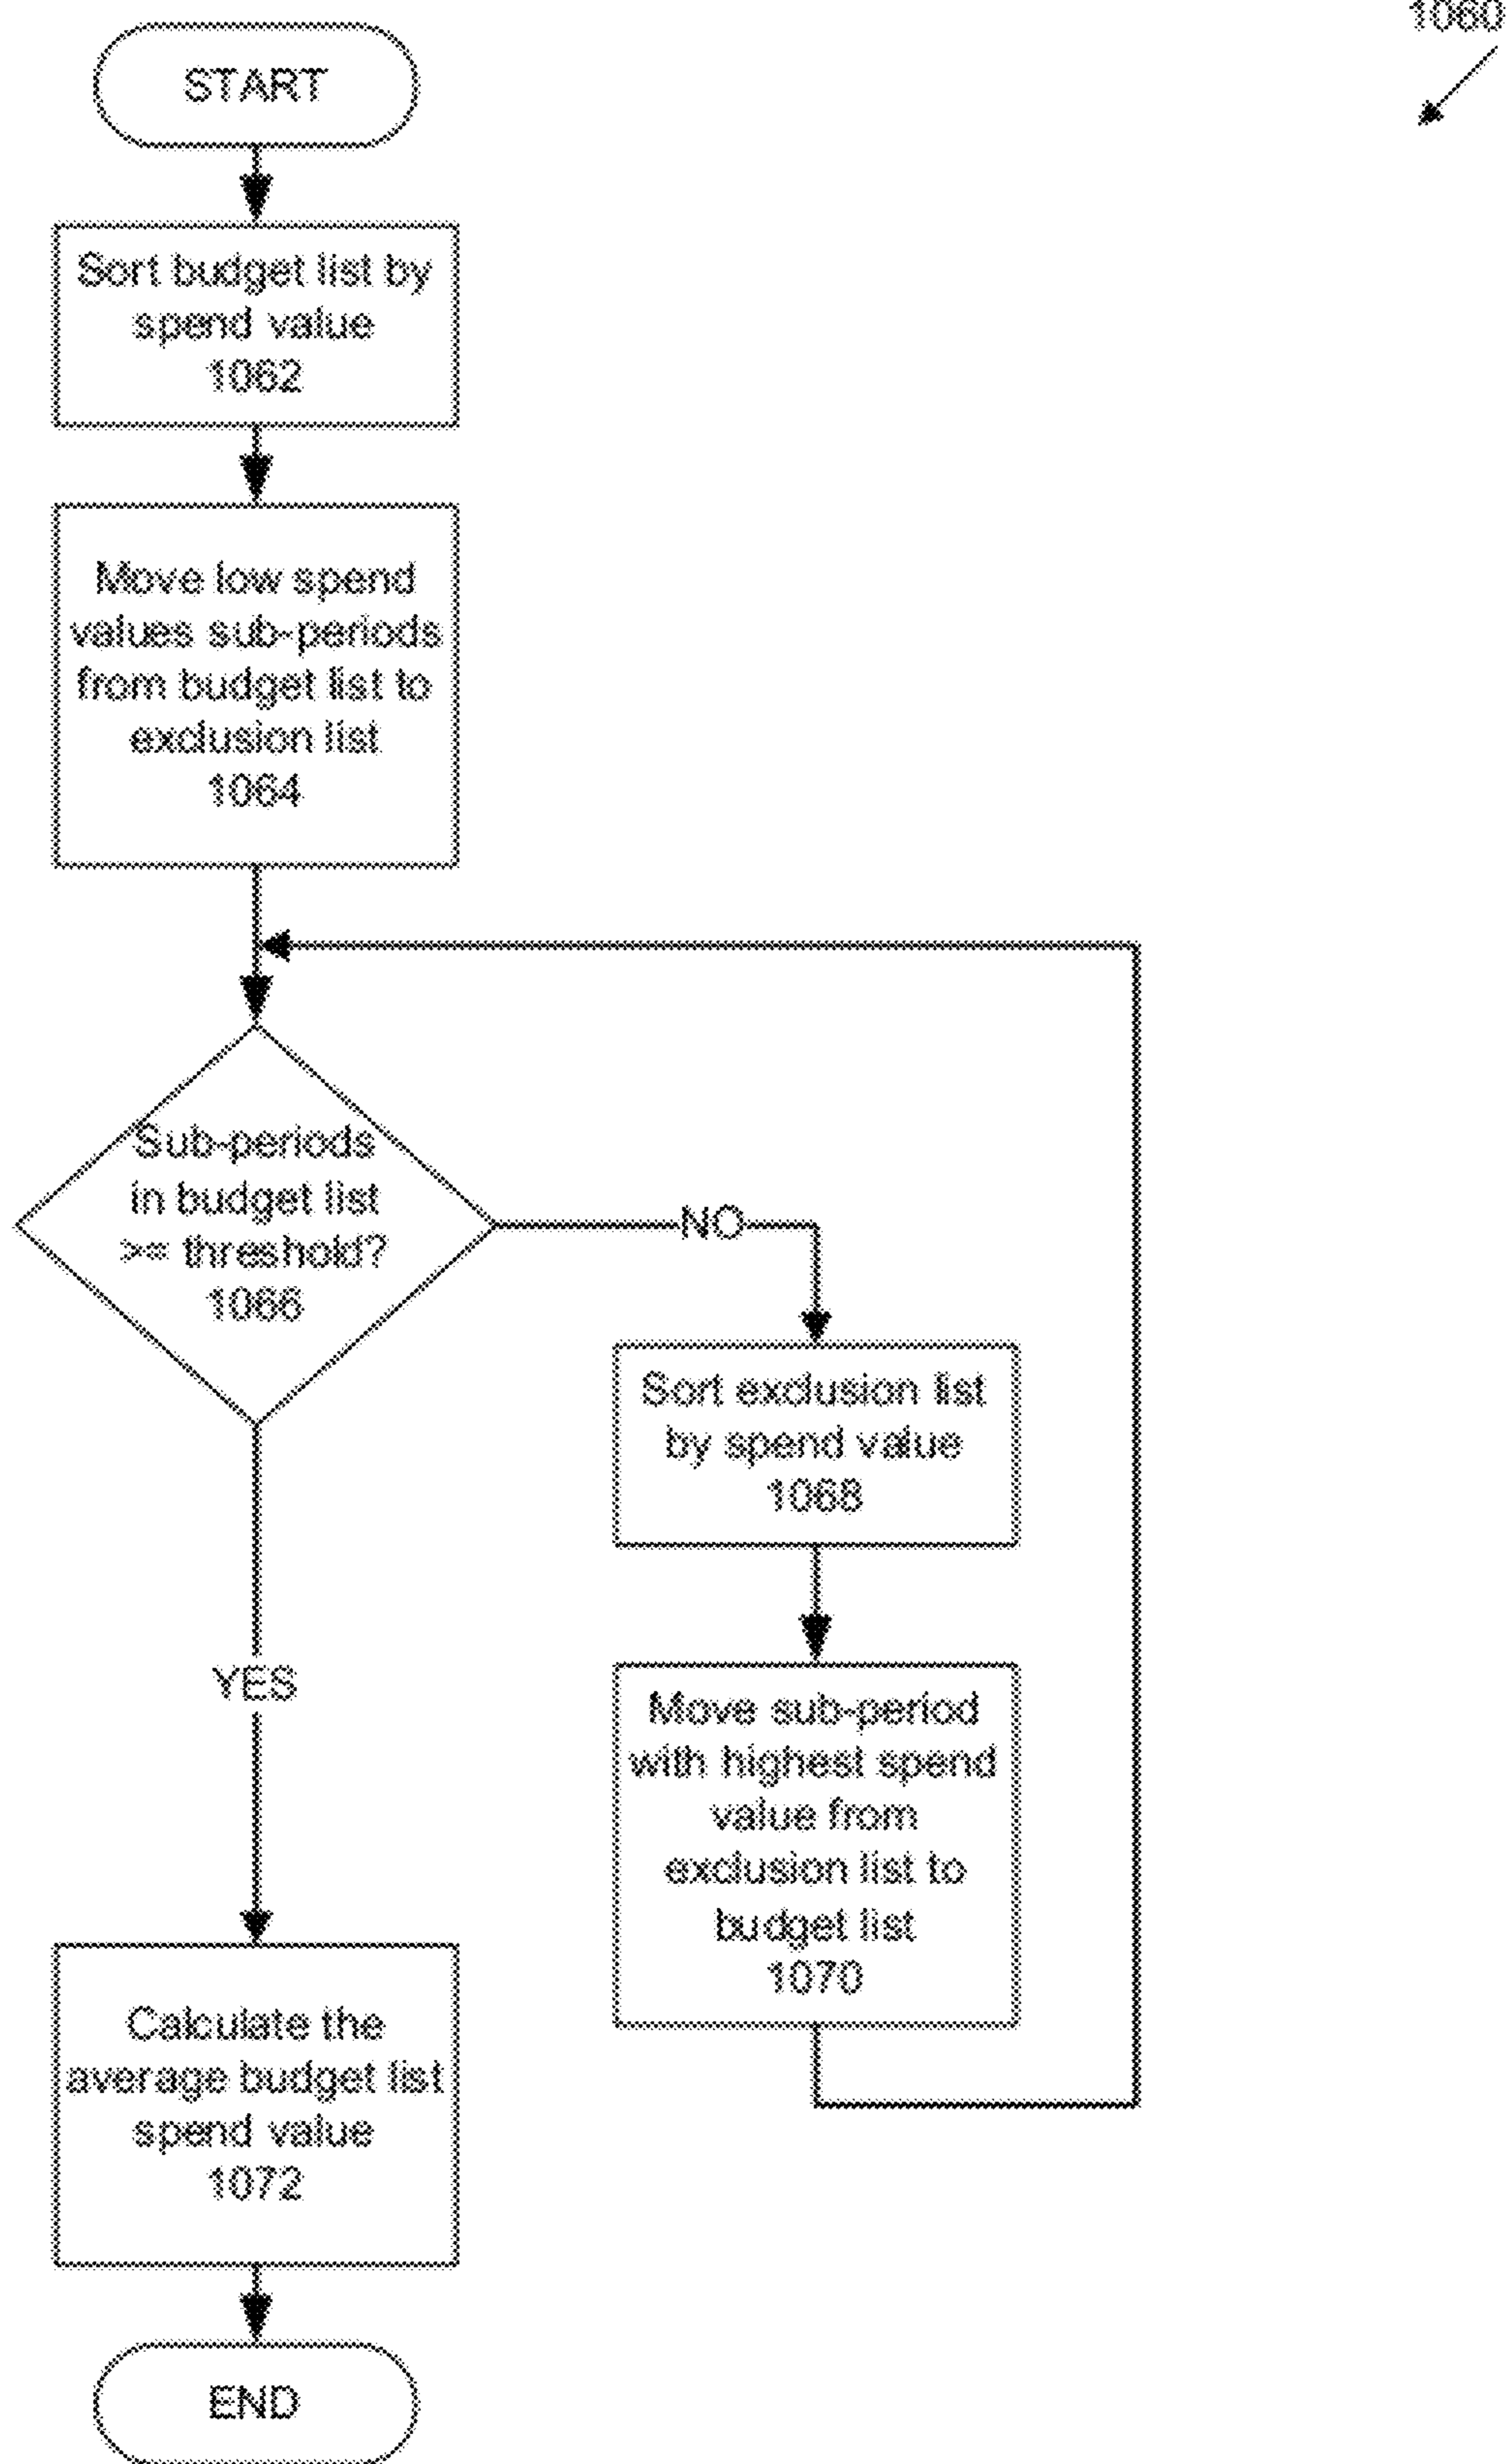 1060
START
Sort budget list by
spend value
1062
Move low spend
values sub-periods
from budget list to
exclusion list
1064
Sub-periods
in budget list
>= threshold?
1066
NO
Sort exclusion list
by spend value
1068
YES
Move sub-period
with highest spend
value from
exclusion list to
budget list
1070
Calculate the
average budget list
spend value
1072
END